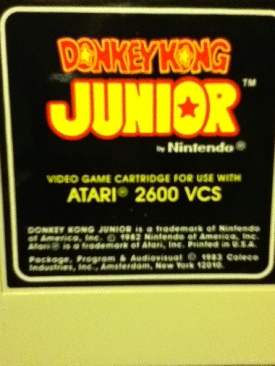 DONKEY KONG
JUNIOR™
by Nintendo®
VIDEO GAME CARTRIDGE FOR USE WITH
ATARI® 2600 VCS
DONKEY KONG JUNIOR is a trademark of Nintendo
of America, Inc. © 1982 Nintendo of America, Inc.
Atari® is a trademark of Atari, Inc. Printed in U.S.A.
Package, Program & Audiovisual © 1983 Coleco
Industries, Inc., Amsterdam, New York 12010.